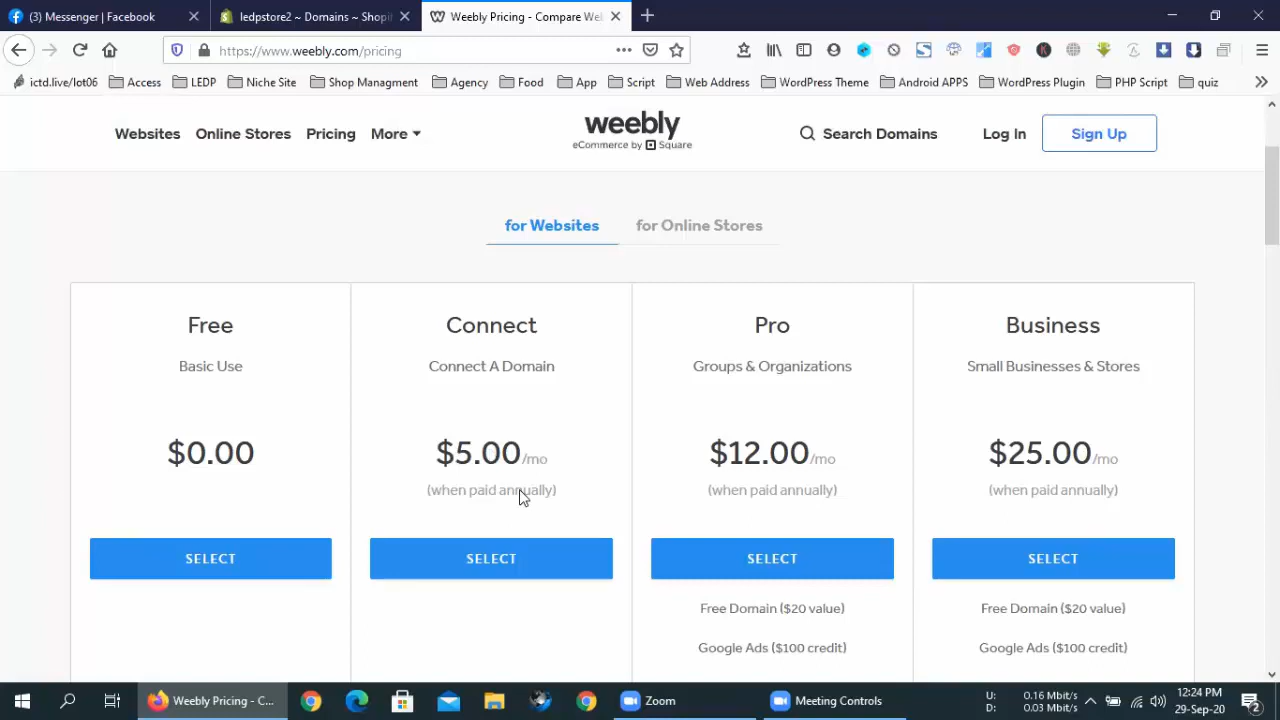 (3) Messenger | Facebook
ledpstore2 ~ Domains ~ Shopi
Weebly Pricing - Compare We
https://www.weebly.com/pricing
ictd.live/lot06
Access
LEDP
Niche Site
Shop Managment
Agency
Food
App
Script
Web Address
WordPress Theme
Android APPS
WordPress Plugin
PHP Script
quiz
Websites
Online Stores
Pricing
More
weebly
eCommerce by Square
Search Domains
Log In
Sign Up
for Websites
for Online Stores
Free
Connect
Pro
Business
Basic Use
Connect A Domain
Groups & Organizations
Small Businesses & Stores
$0.00
$5.00/mo
$12.00/mo
$25.00/mo
(when paid annually)
(when paid annually)
(when paid annually)
SELECT
SELECT
SELECT
SELECT
Free Domain ($20 value)
Free Domain ($20 value)
Google Ads ($100 credit)
Google Ads ($100 credit)
Weebly Pricing - C...
Zoom
Meeting Controls
U: 0.16 Mbit/s
D: 0.03 Mbit/s
12:24 PM
29-Sep-20
2